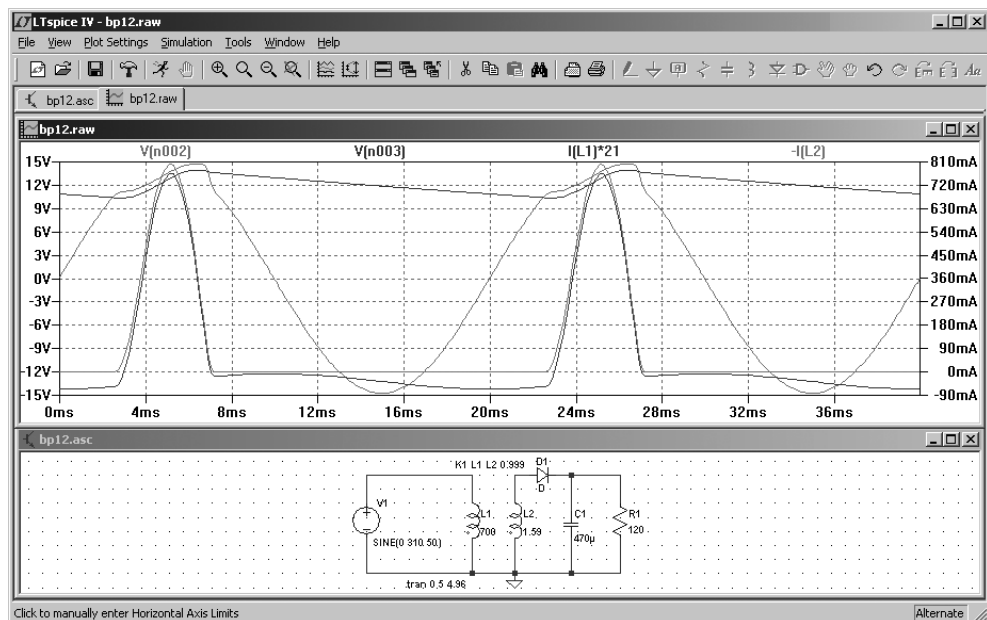 LTspice IV - bp12.raw
File View Plot Settings Simulation Tools Window Help
bp12.asc bp12.raw
bp12.raw
V(n002) V(n003) I(L1)*21 -I(L2)
15V 810mA
12V 720mA
9V 630mA
6V 540mA
3V 450mA
0V 360mA
-3V 270mA
-6V 180mA
-9V 90mA
-12V 0mA
-15V -90mA
0ms 4ms 8ms 12ms 16ms 20ms 24ms 28ms 32ms 36ms
bp12.asc
K1 L1 L2 0.999 D1
D
V1 L1 L2 C1 R1
700 1.59 470µ 120
SINE(0 310 50)
.tran 0.5 4.96
Click to manually enter Horizontal Axis Limits Alternate